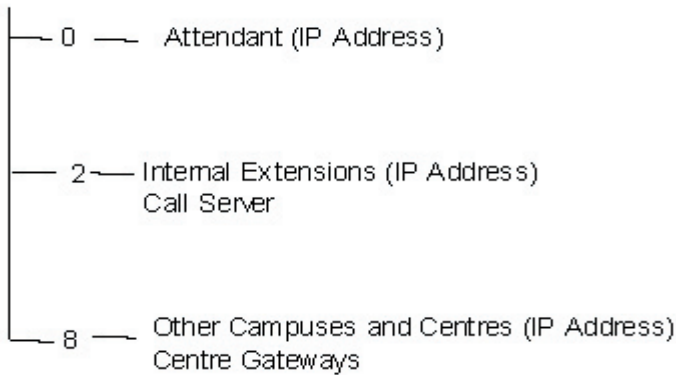 0 Attendant (IP Address)
2 Internal Extensions (IP Address)
Call Server
8 Other Campuses and Centres (IP Address)
Centre Gateways